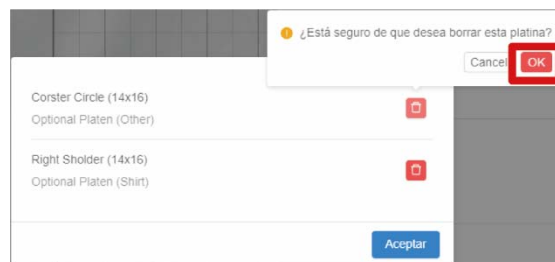 ¿Está seguro de que desea borrar esta platina?
Cancel OK
Corster Circle (14x16)
Optional Platen (Other)
Right Sholder (14x16)
Optional Platen (Shirt)
Aceptar